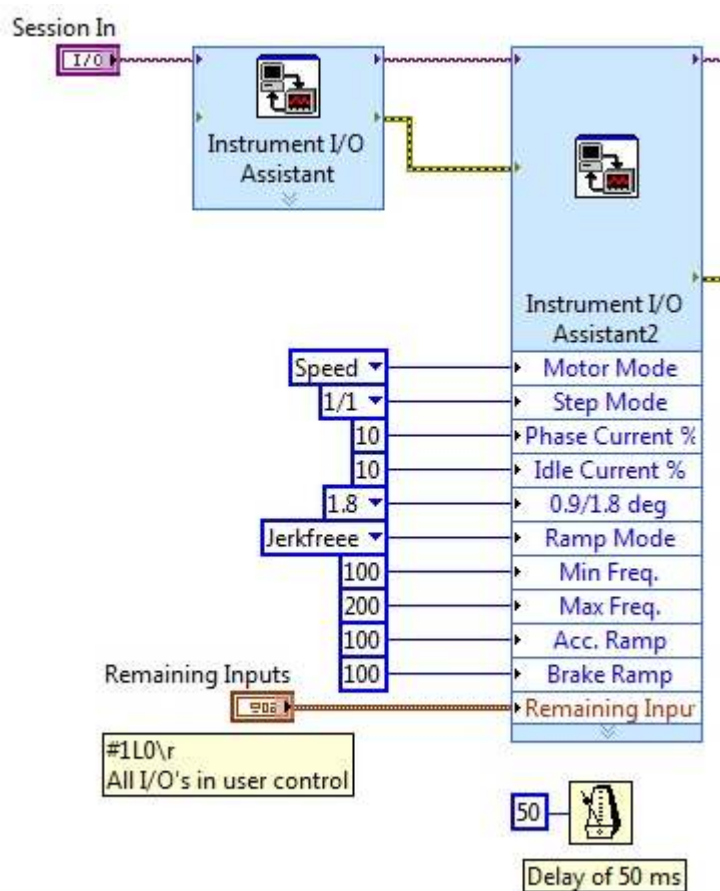 Session In
I/O
Instrument I/O
Assistant
Instrument I/O
Assistant2
Speed
Motor Mode
1/1
Step Mode
10
Phase Current %
10
Idle Current %
1.8
0.9/1.8 deg
Jerkfreee
Ramp Mode
100
Min Freq.
200
Max Freq.
100
Acc. Ramp
100
Brake Ramp
Remaining Inputs
Remaining Inpur
#1L0\r
All I/O's in user control
50
Delay of 50 ms